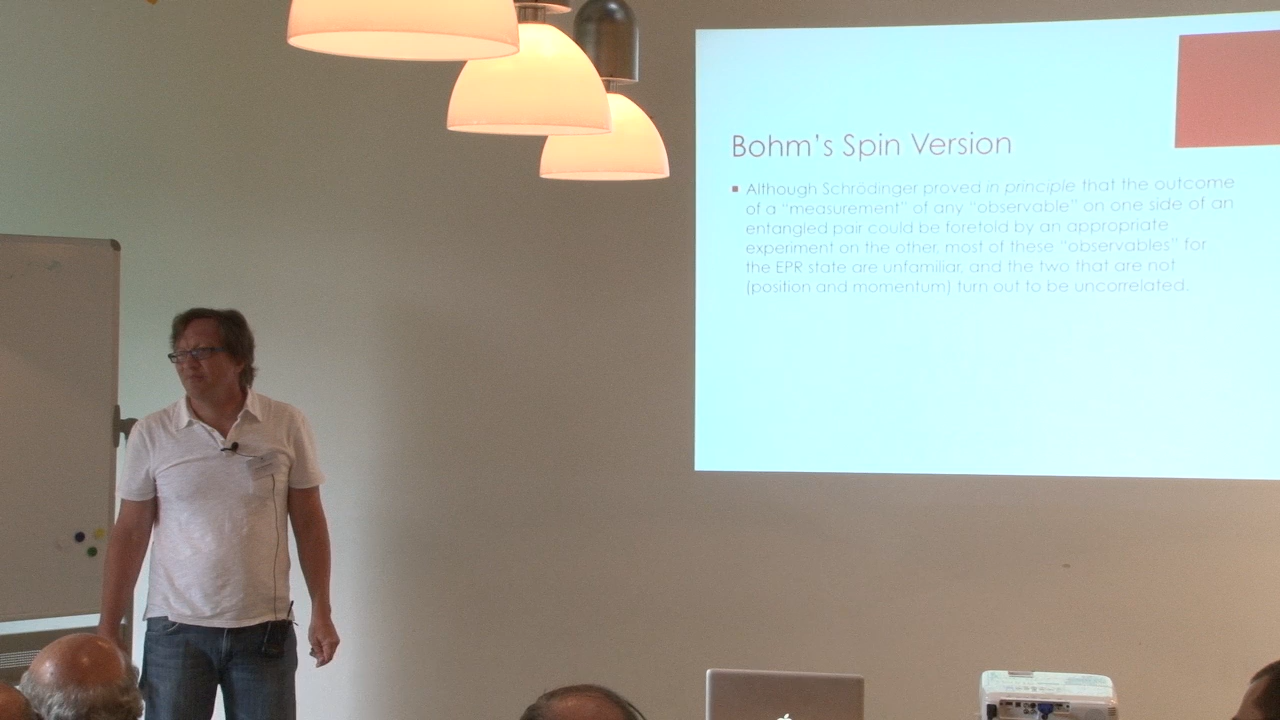 Bohm's Spin Version
Although Schrödinger proved in principle that the outcome
of a "measurement" of any "observable" on one side of an
entangled pair could be foretold by an appropriate
experiment on the other, most of these "observables" for
the EPR state are unfamiliar, and the two that are not
(position and momentum) turn out to be uncorrelated.